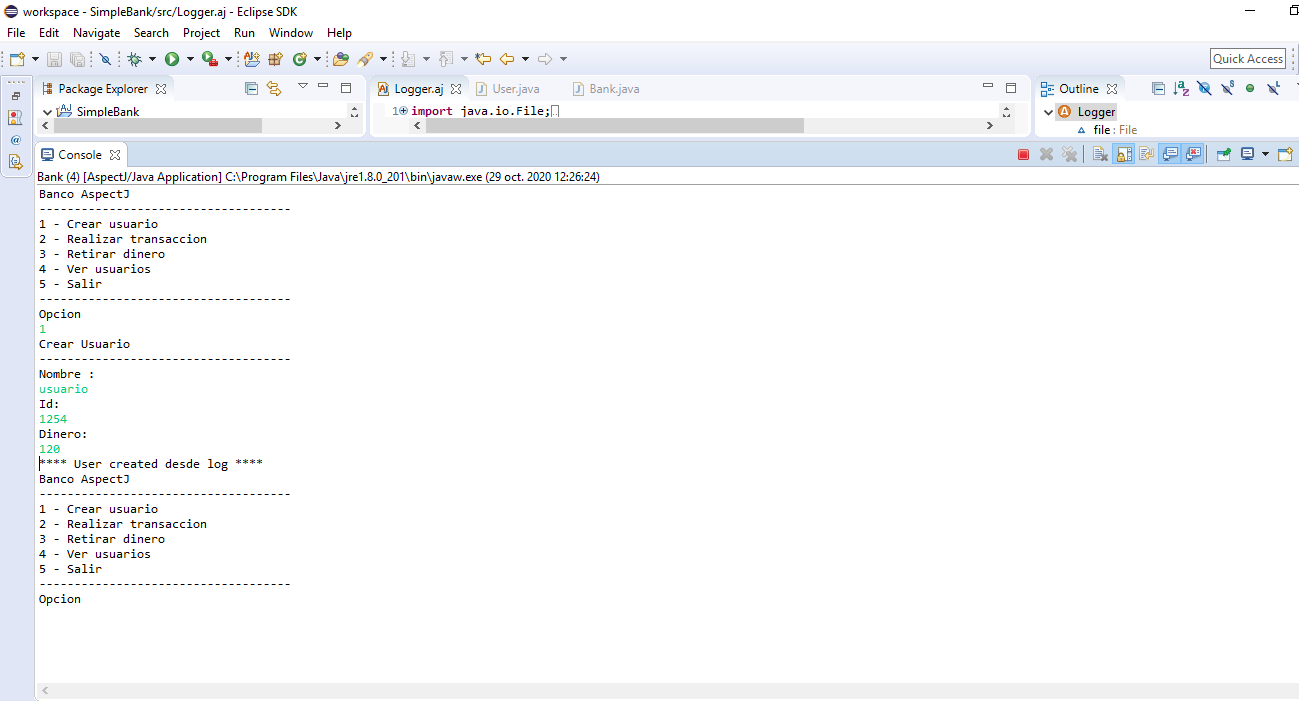 workspace - SimpleBank/src/Logger.aj - Eclipse SDK
File Edit Navigate Search Project Run Window Help
Quick Access
Package Explorer
Logger.aj User.java Bank.java
Outline
SimpleBank
1 import java.io.File;
Logger
file : File
Console
Bank (4) [AspectJ/Java Application] C:\Program Files\Java\jre1.8.0_201\bin\javaw.exe (29 oct. 2020 12:26:24)
Banco AspectJ
------------------------------------
1 - Crear usuario
2 - Realizar transaccion
3 - Retirar dinero
4 - Ver usuarios
5 - Salir
------------------------------------
Opcion
1
Crear Usuario
------------------------------------
Nombre :
usuario
Id:
1254
Dinero:
120
**** User created desde log ****
Banco AspectJ
------------------------------------
1 - Crear usuario
2 - Realizar transaccion
3 - Retirar dinero
4 - Ver usuarios
5 - Salir
------------------------------------
Opcion